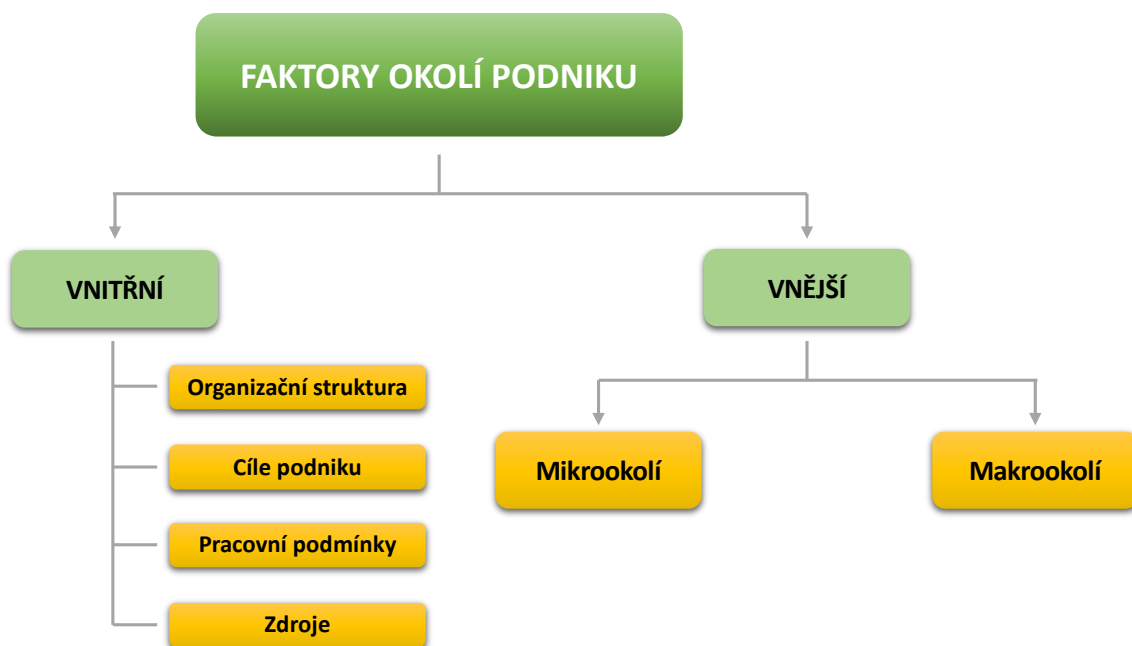 FAKTORY OKOLÍ PODNIKU
VNITŘNÍ
VNĚJŠÍ
Organizační struktura
Cíle podniku
Pracovní podmínky
Zdroje
Mikrookolí
Makrookolí